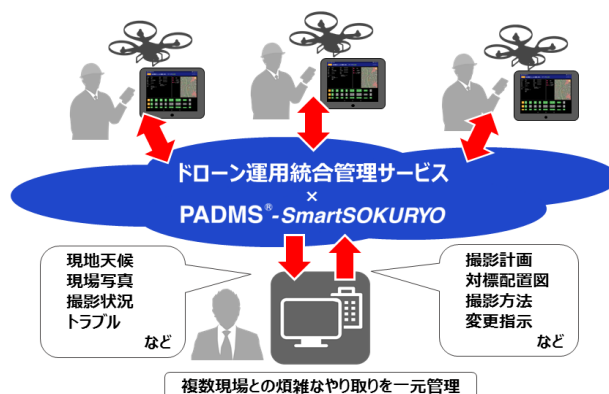 ドローン運用統合管理サービス
×
PADMS®-SmartSOKURYO
現地天候
現場写真
撮影状況
トラブル
など
撮影計画
対標配置図
撮影方法
変更指示
など
複数現場との煩雑なやり取りを一元管理